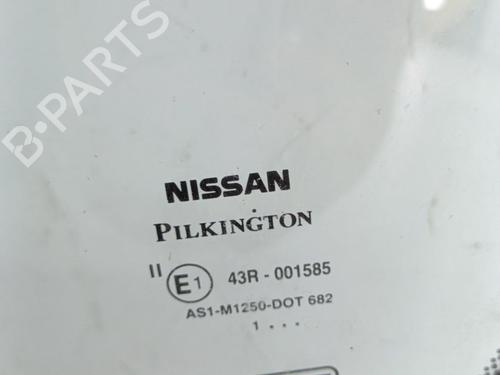 B-PARTS
NISSAN
PILKINGTON
II E1 43R - 001585
AS1-M1250-DOT 682
1 . . .